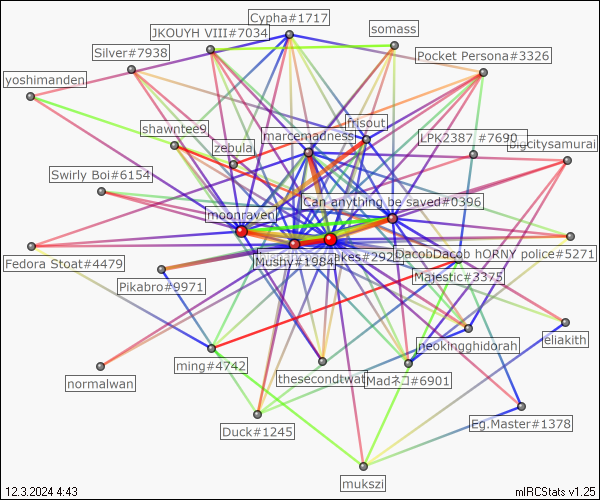 Cypha#1717
somass
JKOUYH VIII#7034
Silver#7938
Pocket Persona#3326
yoshimanden
frisout
shawntee9
marcemadness
LPK2387 #7690
bigcitysamurai
zebula
Swirly Boi#6154
Can anything be saved#0396
moonraven
DacobDacob hORNY police#5271
Fedora Stoat#4479
Mushy#1984
akes#292
Majestic#3375
Pikabro#9971
eliakith
neokingghidorah
ming#4742
normalwan
thesecondtwat
Madネコ#6901
Duck#1245
Eg.Master#1378
mukszi
12.3.2024 4:43
mIRCStats v1.25